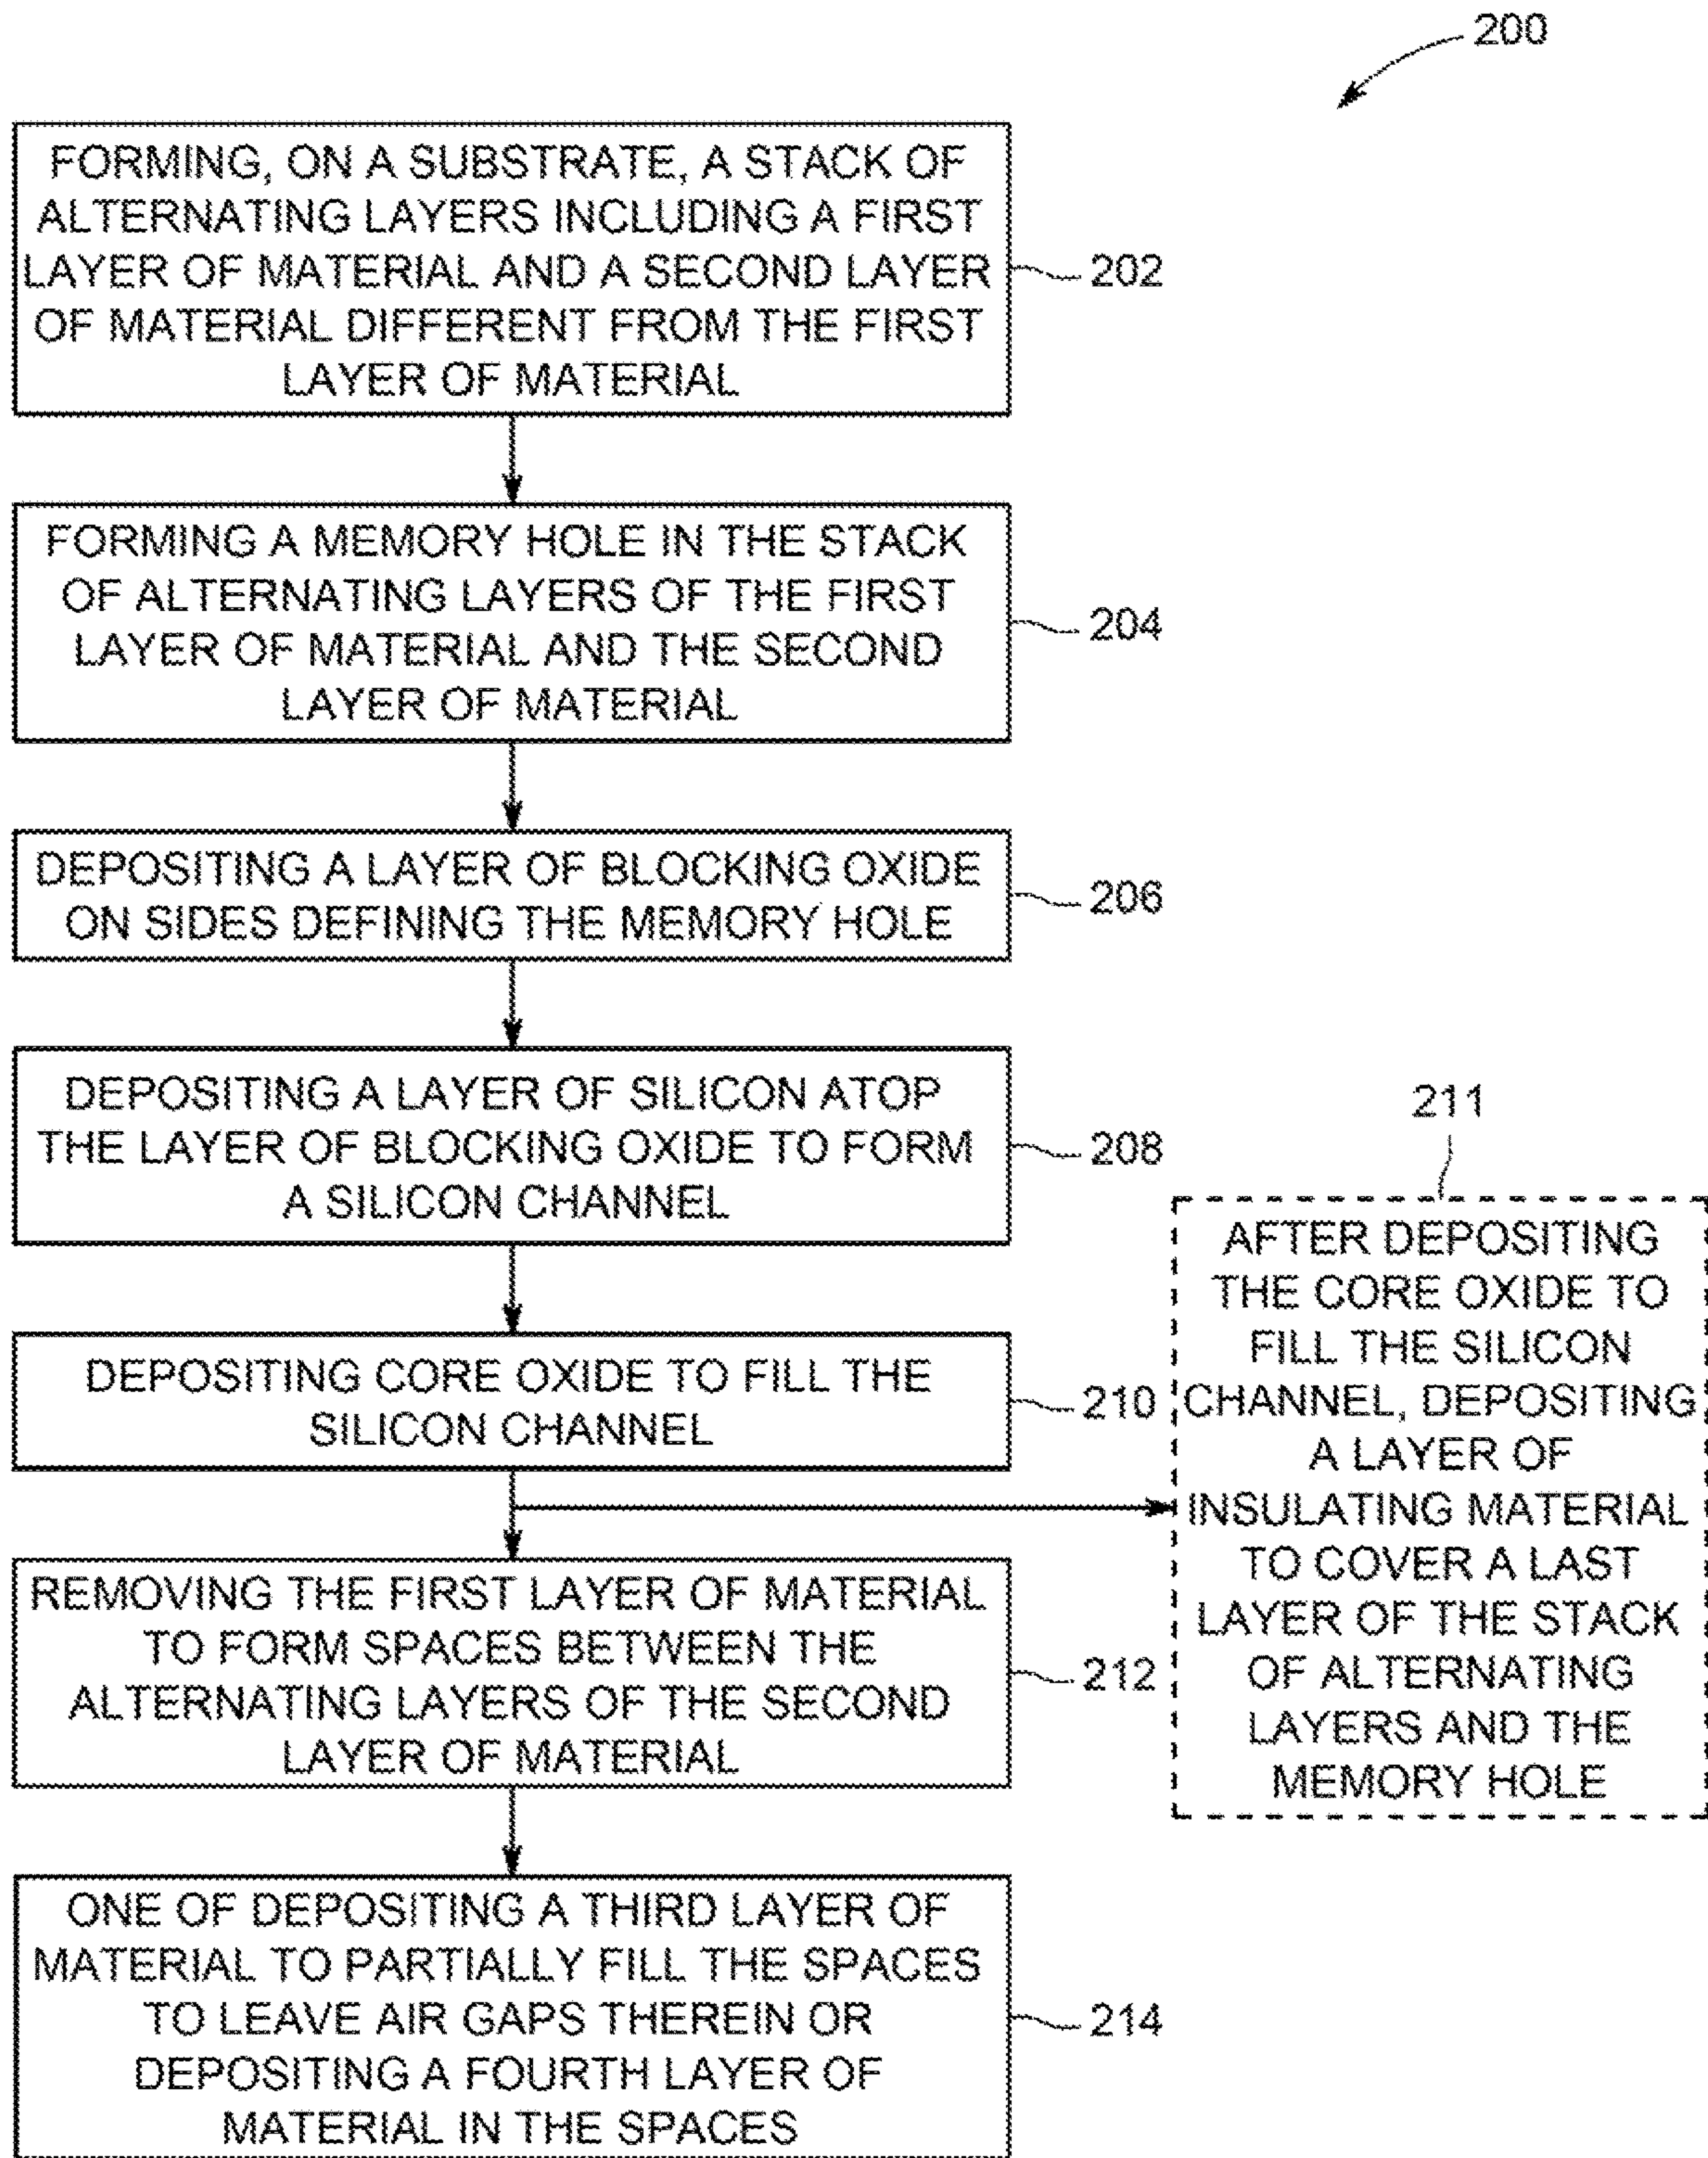 200
FORMING, ON A SUBSTRATE, A STACK OF
ALTERNATING LAYERS INCLUDING A FIRST
LAYER OF MATERIAL AND A SECOND LAYER
OF MATERIAL DIFFERENT FROM THE FIRST
LAYER OF MATERIAL
202
FORMING A MEMORY HOLE IN THE STACK
OF ALTERNATING LAYERS OF THE FIRST
LAYER OF MATERIAL AND THE SECOND
LAYER OF MATERIAL
204
DEPOSITING A LAYER OF BLOCKING OXIDE
ON SIDES DEFINING THE MEMORY HOLE
206
DEPOSITING A LAYER OF SILICON ATOP
THE LAYER OF BLOCKING OXIDE TO FORM
A SILICON CHANNEL
208
DEPOSITING CORE OXIDE TO FILL THE
SILICON CHANNEL
210
211
AFTER DEPOSITING
THE CORE OXIDE TO
FILL THE SILICON
CHANNEL, DEPOSITING
A LAYER OF
INSULATING MATERIAL
TO COVER A LAST
LAYER OF THE STACK
OF ALTERNATING
LAYERS AND THE
MEMORY HOLE
REMOVING THE FIRST LAYER OF MATERIAL
TO FORM SPACES BETWEEN THE
ALTERNATING LAYERS OF THE SECOND
LAYER OF MATERIAL
212
ONE OF DEPOSITING A THIRD LAYER OF
MATERIAL TO PARTIALLY FILL THE SPACES
TO LEAVE AIR GAPS THEREIN OR
DEPOSITING A FOURTH LAYER OF
MATERIAL IN THE SPACES
214